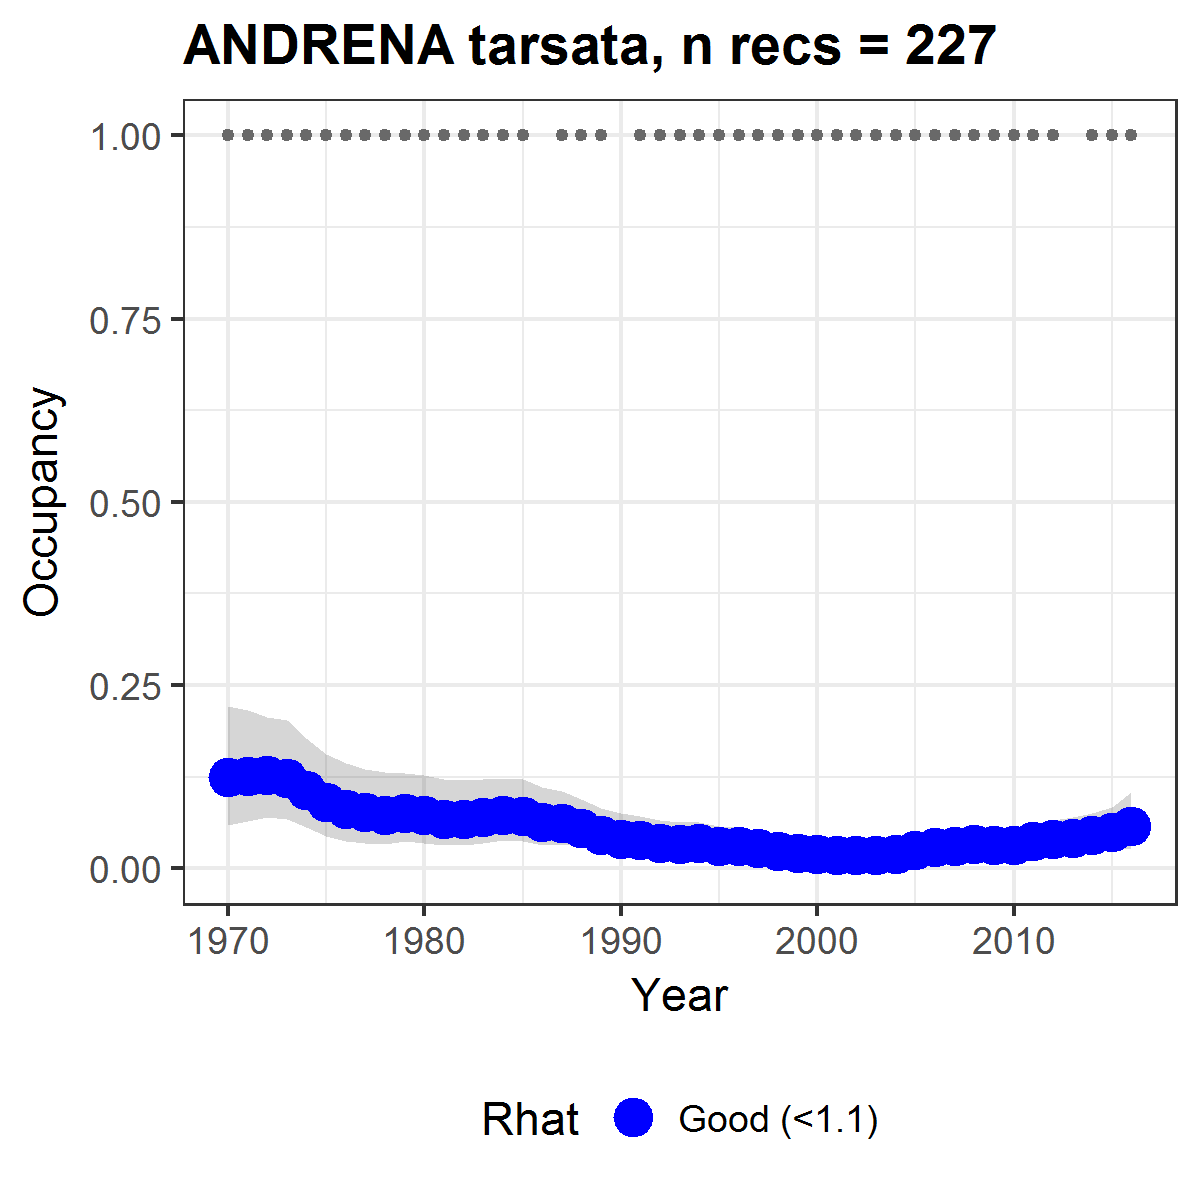 ANDRENA tarsata, n recs = 227
1.00
0.75
0.50
0.25
0.00
Occupancy
1970 1980 1990 2000 2010
Year
Rhat Good (<1.1)